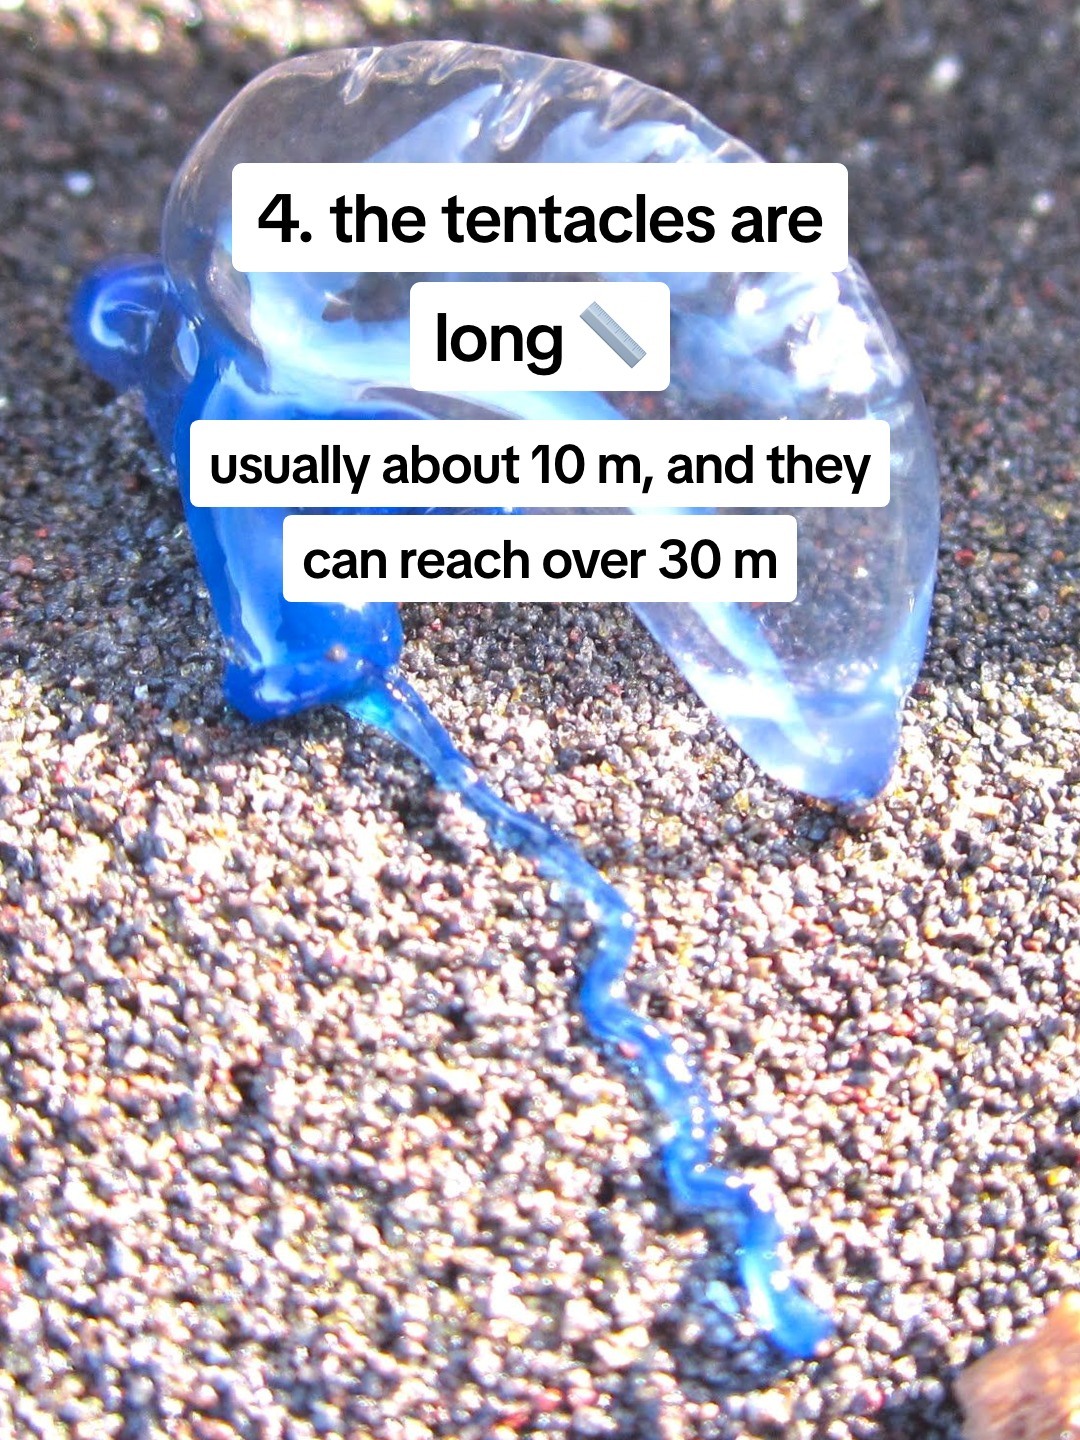 4. the tentacles are
long 📏
usually about 10 m, and they
can reach over 30 m